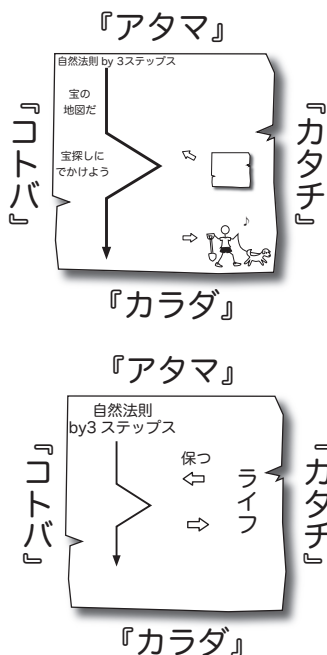 『アタマ』
自然法則 by 3ステップス
宝の
地図だ
宝探しに
でかけよう
『コトバ』
『カタチ』
♪
『カラダ』
『アタマ』
自然法則
by3 ステップス
保つ
ライフ
『コトバ』
『カタチ』
『カラダ』